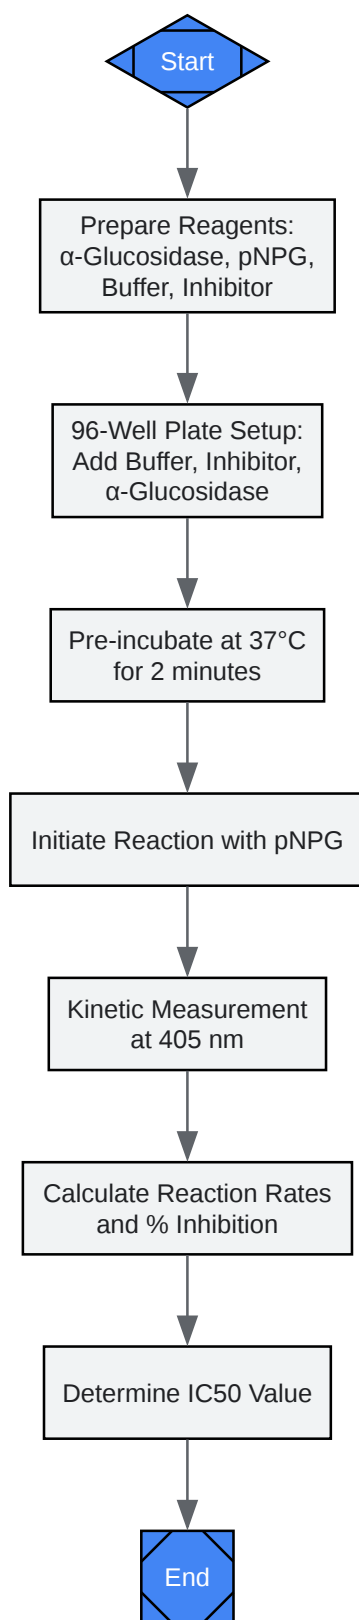 Start
Prepare Reagents:
α-Glucosidase, pNPG,
Buffer, Inhibitor
96-Well Plate Setup:
Add Buffer, Inhibitor,
α-Glucosidase
Pre-incubate at 37°C
for 2 minutes
Initiate Reaction with pNPG
Kinetic Measurement
at 405 nm
Calculate Reaction Rates
and % Inhibition
Determine IC50 Value
End